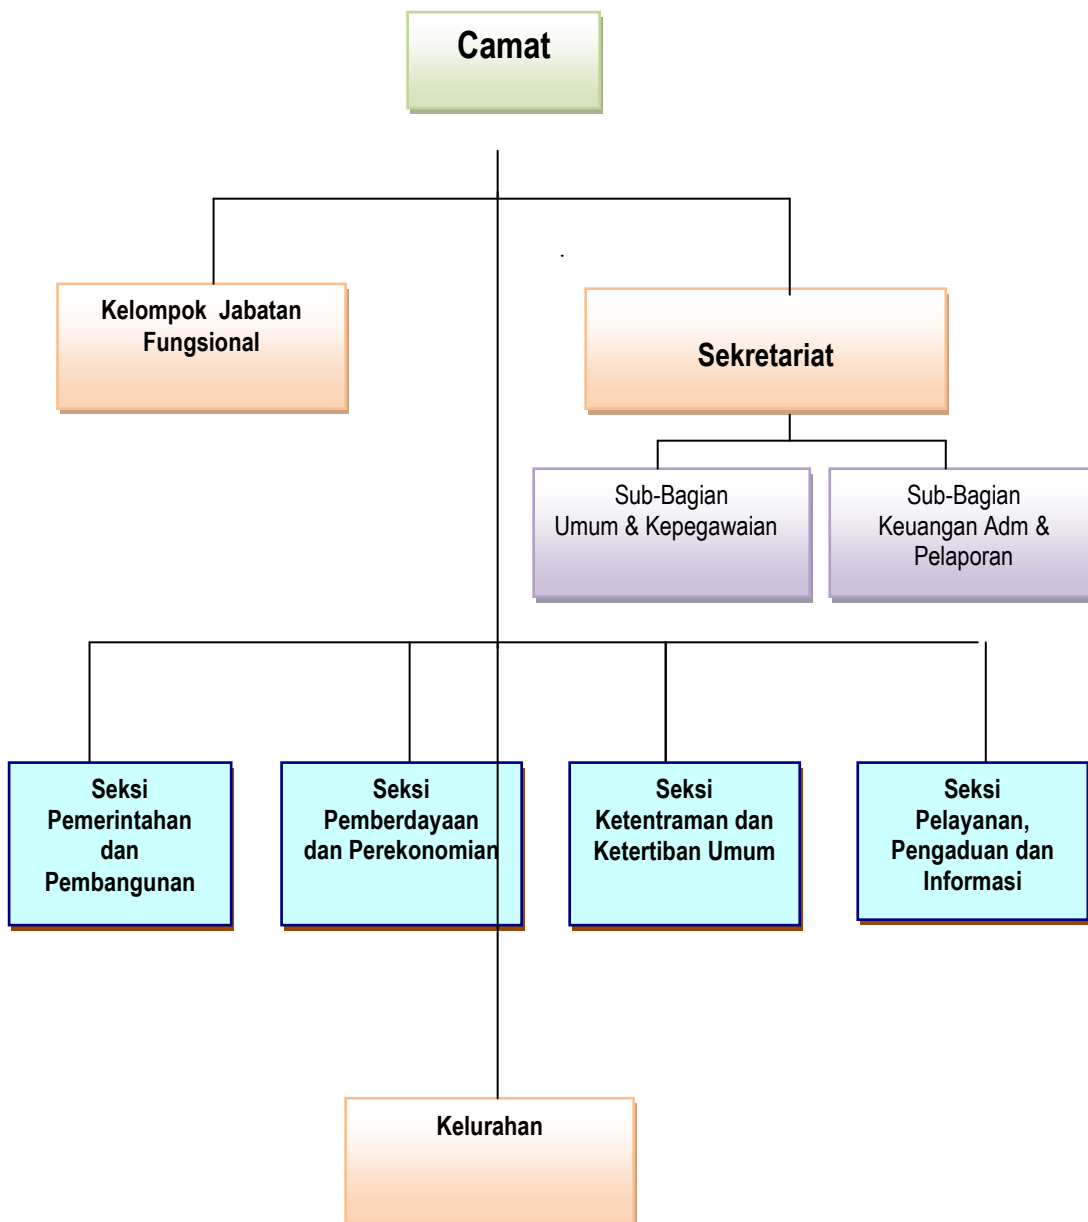 Camat
Kelompok Jabatan
Fungsional
Sekretariat
Sub-Bagian
Umum & Kepegawaian
Sub-Bagian
Keuangan Adm &
Pelaporan
Seksi
Pemerintahan
dan
Pembangunan
Seksi
Pemberdayaan
dan Perekonomian
Seksi
Ketentraman dan
Ketertiban Umum
Seksi
Pelayanan,
Pengaduan dan
Informasi
Kelurahan